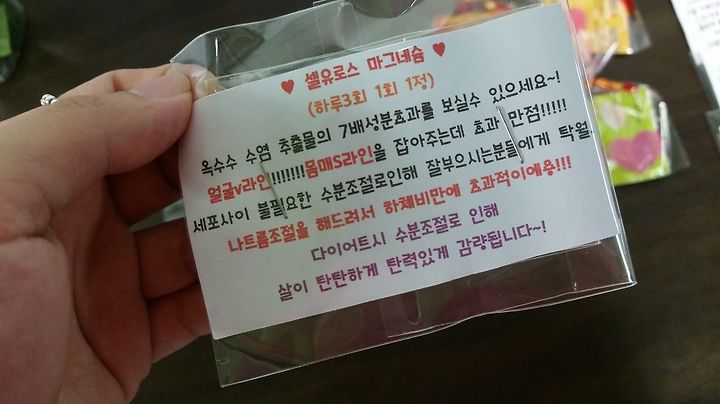 ♥ 셀유로스 마그네슘 ♥
(하루3회 1회 1정)
옥수수 수염 추출물의 7배성분효과를 보실수 있으세요~!
얼굴v라인!!!!!!!몸매S라인을 잡아주는데 효과 만점!!!!!
세포사이 불필요한 수분조절로인해 잘부으시는분들에게 탁월
나트륨조절을 해드려서 하체비만에 효과적이에용!!!
다이어트시 수분조절로 인해
살이 탄탄하게 탄력있게 감량됩니다~!